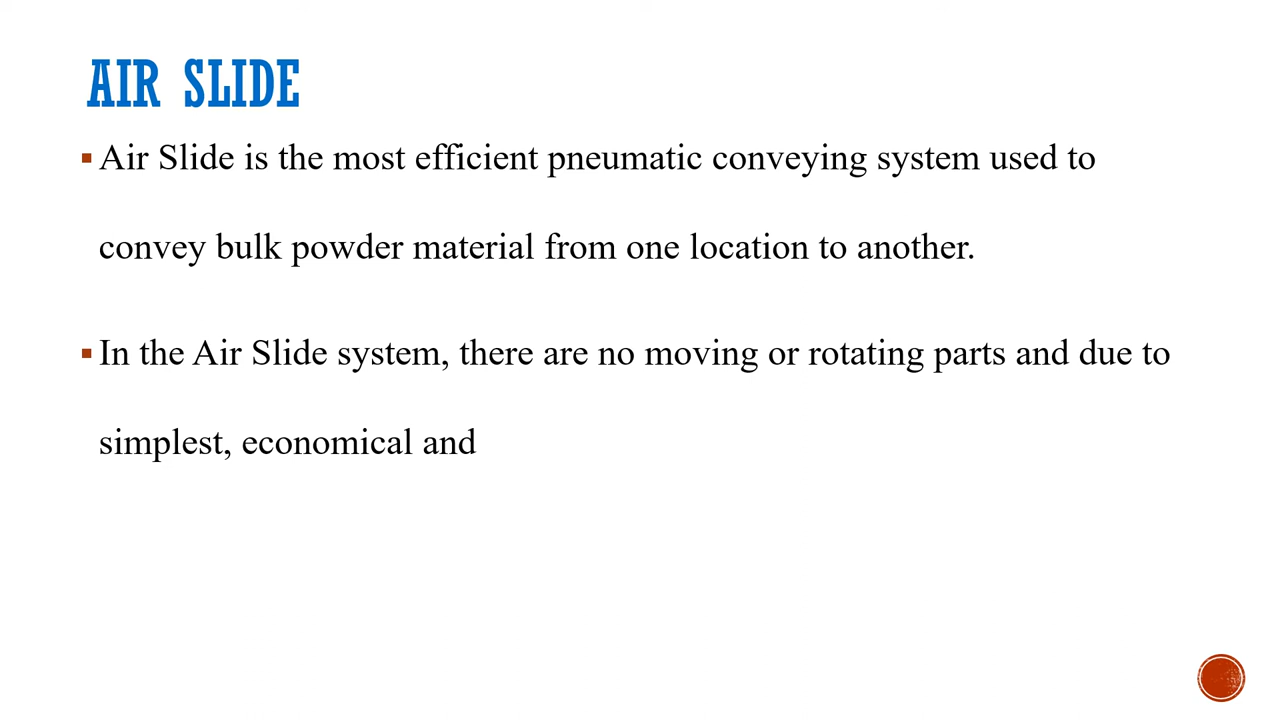 AIR SLIDE
Air Slide is the most efficient pneumatic conveying system used to
convey bulk powder material from one location to another.
In the Air Slide system, there are no moving or rotating parts and due to
simplest, economical and